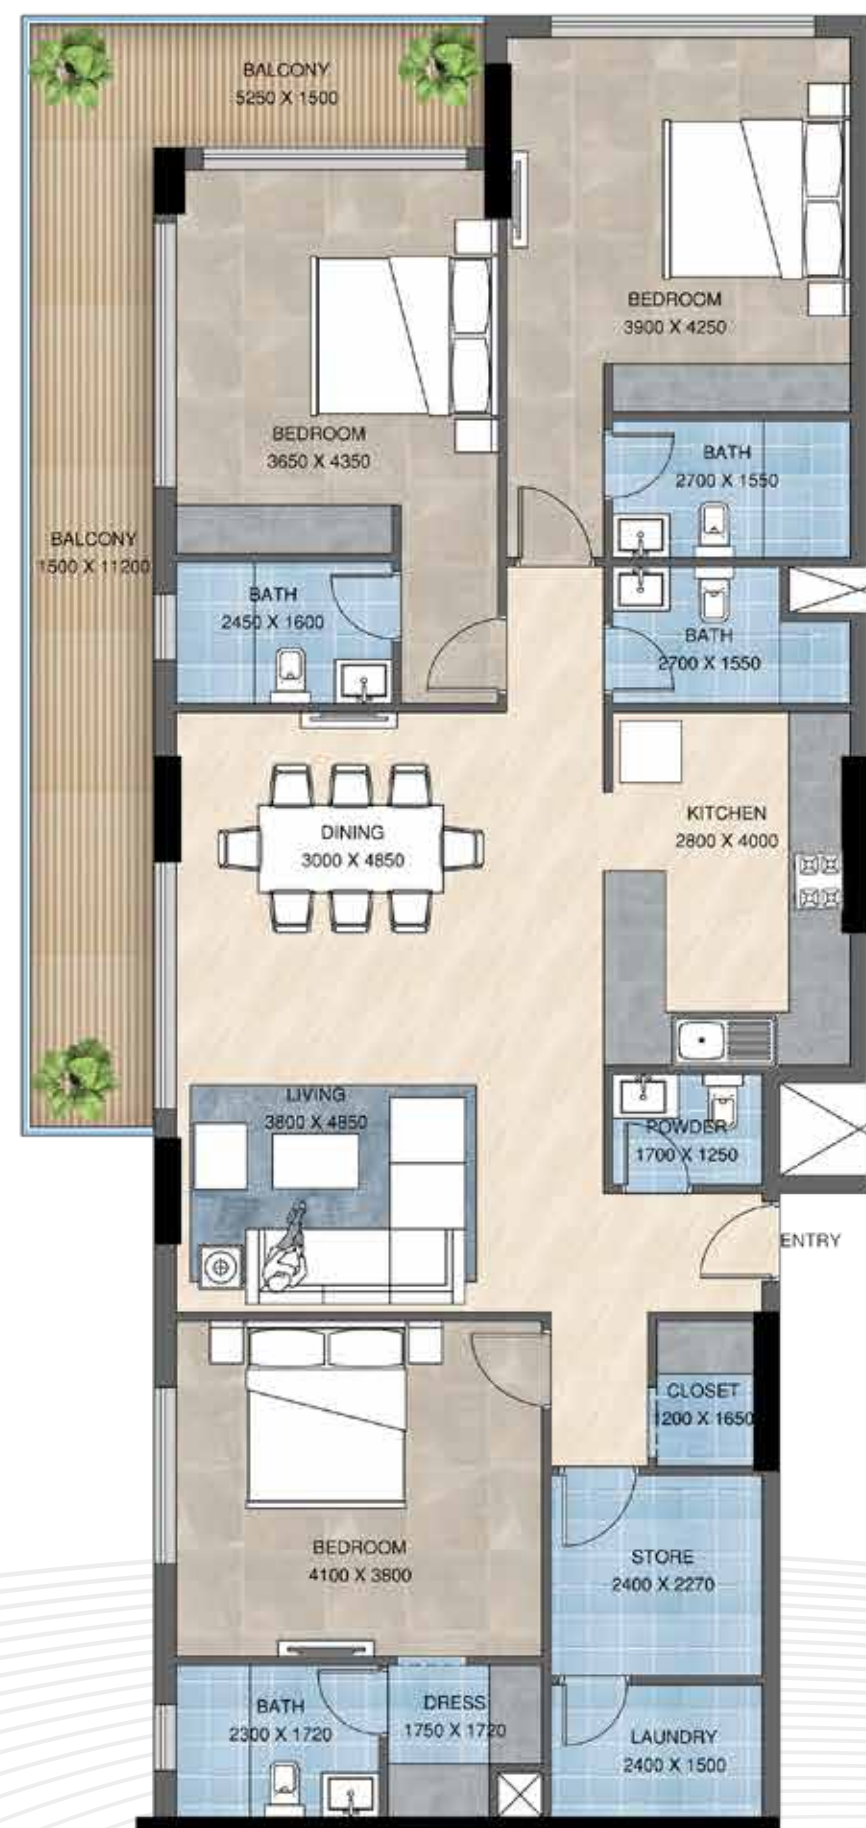 BALCONY
5250 X 1500
BEDROOM
3900 X 4250
BEDROOM
3650 X 4350
BATH
2700 X 1550
BALCONY
1500 X 11200
BATH
2450 X 1600
BATH
2700 X 1550
KITCHEN
2800 X 4000
DINING
3000 X 4850
LIVING
3800 X 4850
POWDER
1700 X 1250
ENTRY
CLOSET
1200 X 1650
BEDROOM
4100 X 3800
STORE
2400 X 2270
BATH
2300 X 1720
DRESS
1750 X 1720
LAUNDRY
2400 X 1500